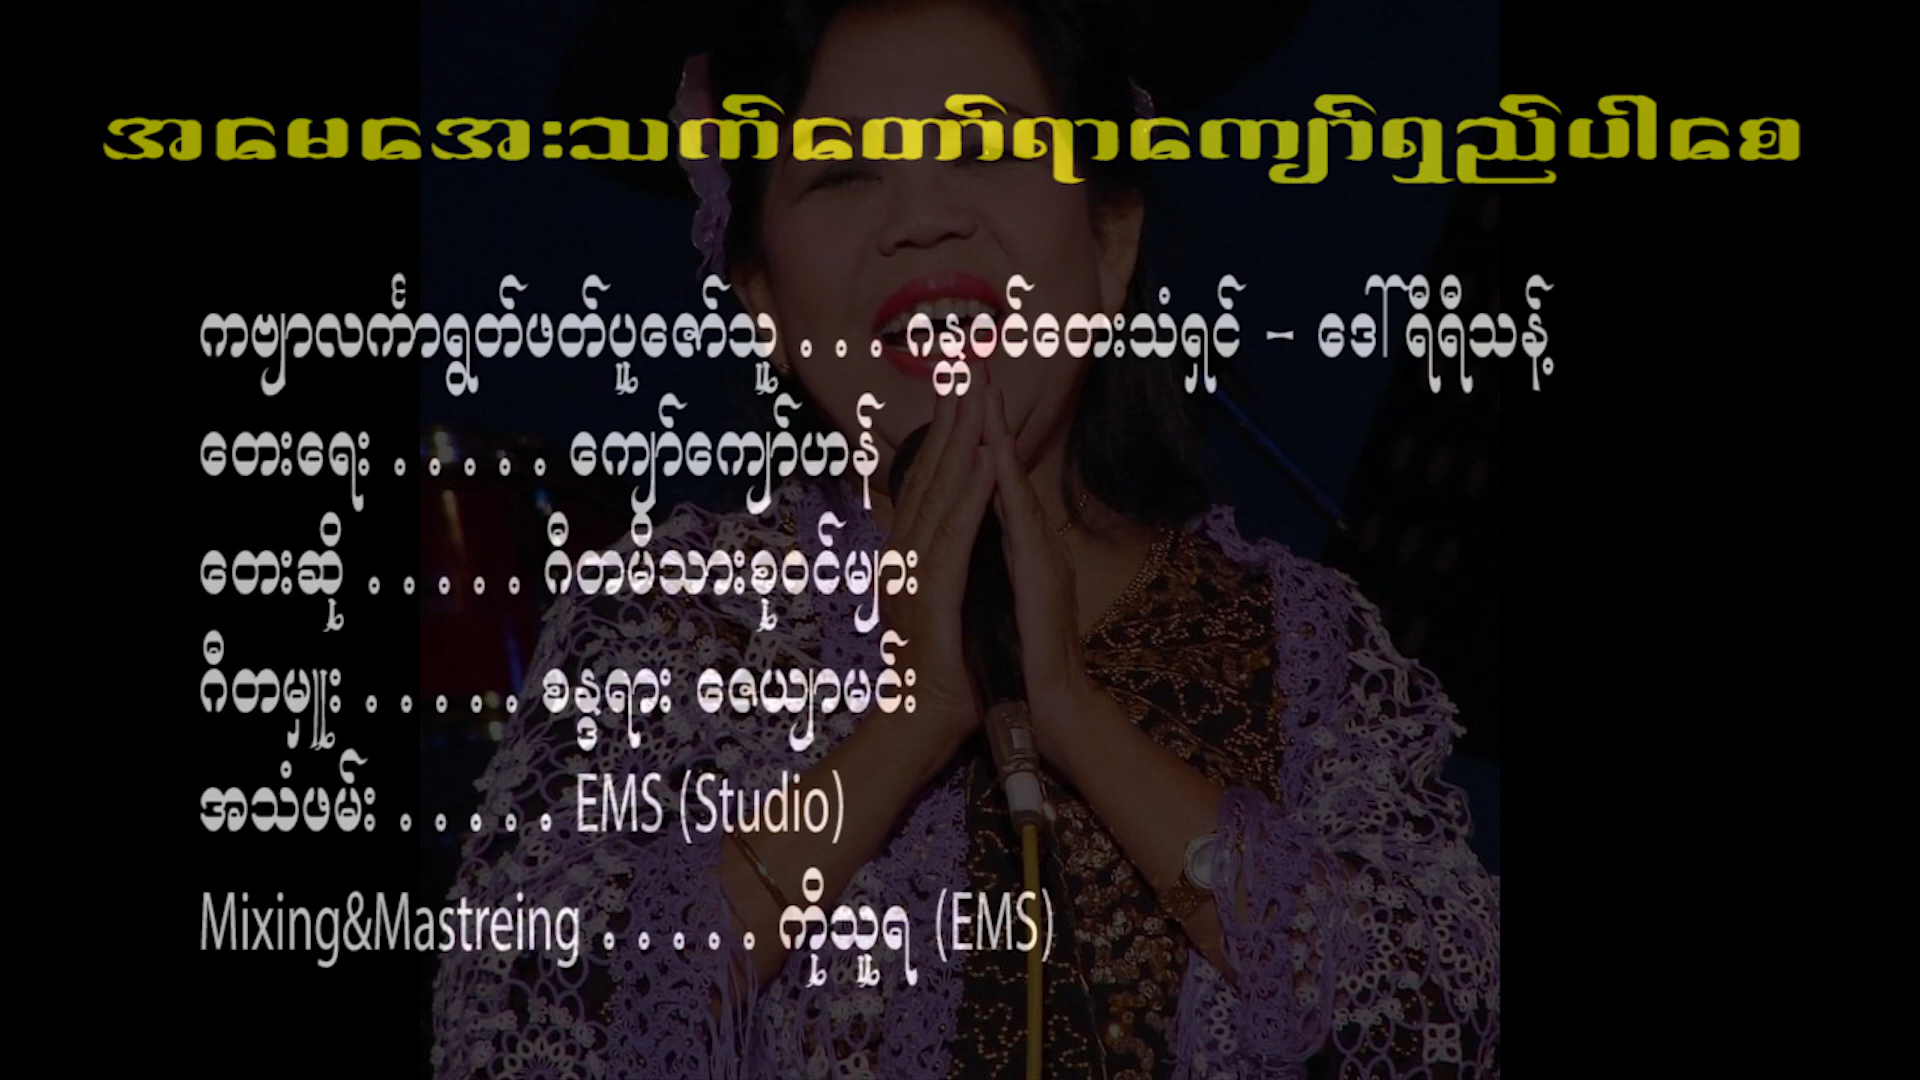 အမေအေးသက်တော်ရာကျော်ရှည်ပါစေ
ကဗျာလင်္ကာရွတ်ဖတ်ပူဇော်သူ . . . ဂန္တဝင်တေးသံရှင် - ဒေါ်ရီရီသန့်
တေးရေး . . . . . ကျော်ကျော်ဟန်
တေးဆို . . . . . ဂီတမိသားစုဝင်များ
ဂီတမှူး . . . . . စန္ဒရား ဇေယျာမင်း
အသံဖမ်း . . . . . EMS (Studio)
Mixing&Mastreing . . . . . ကိုသူရ (EMS)